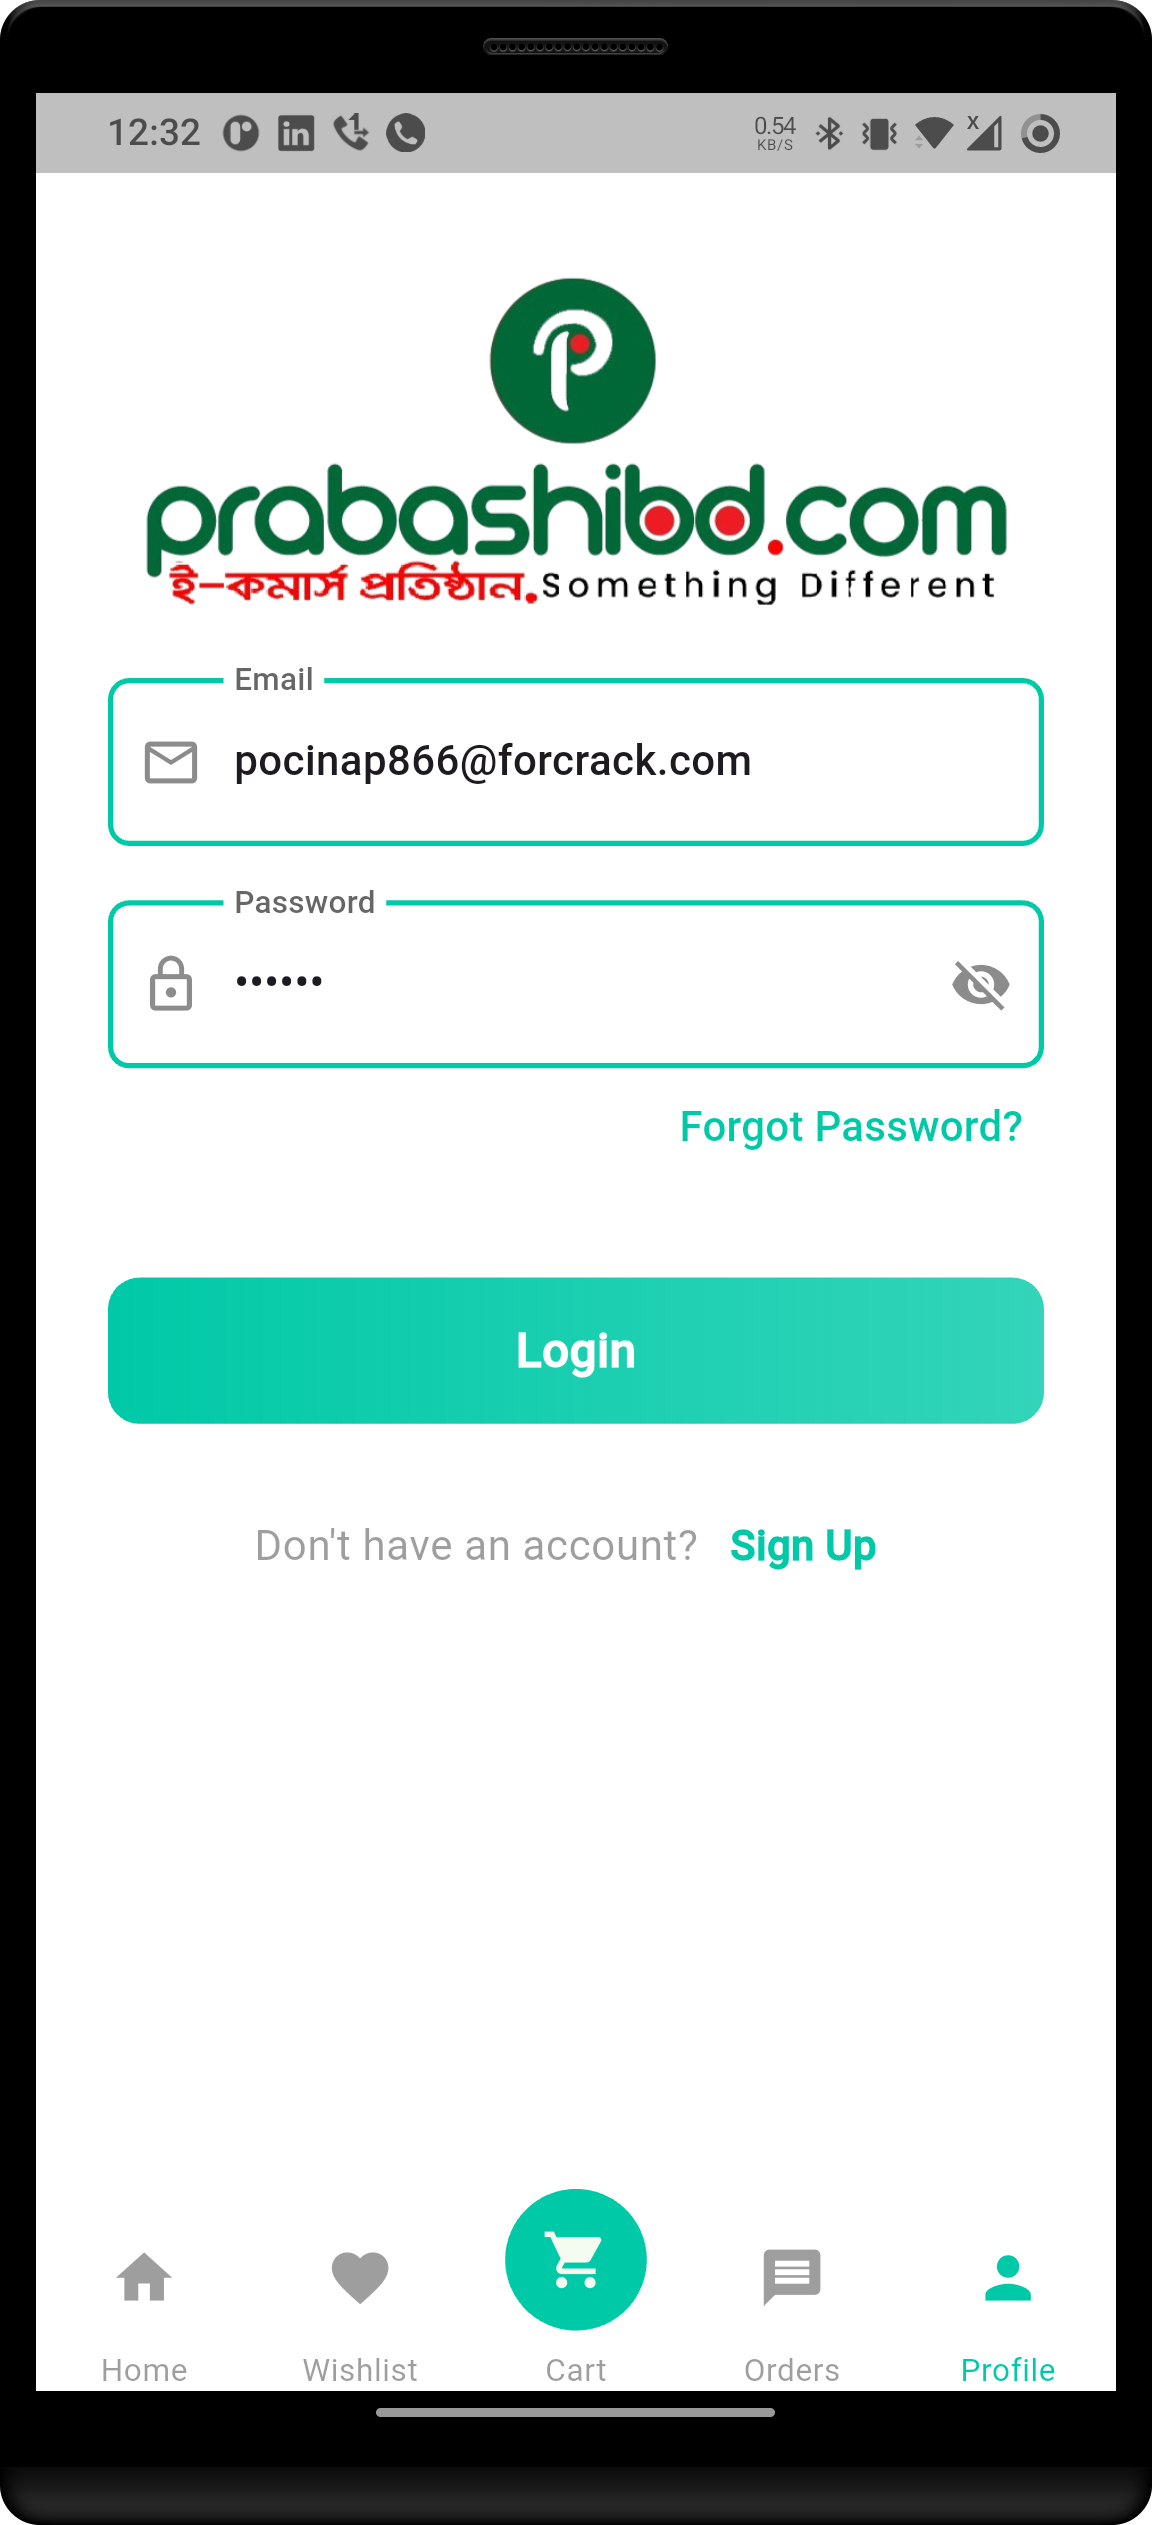 12:32
0.54
KB/S
prabashibd.com
ই-কমার্স প্রতিষ্ঠান.Something Different
Email
pocinap866@forcrack.com
Password
••••••
Forgot Password?
Login
Don't have an account? Sign Up
Home
Wishlist
Cart
Orders
Profile